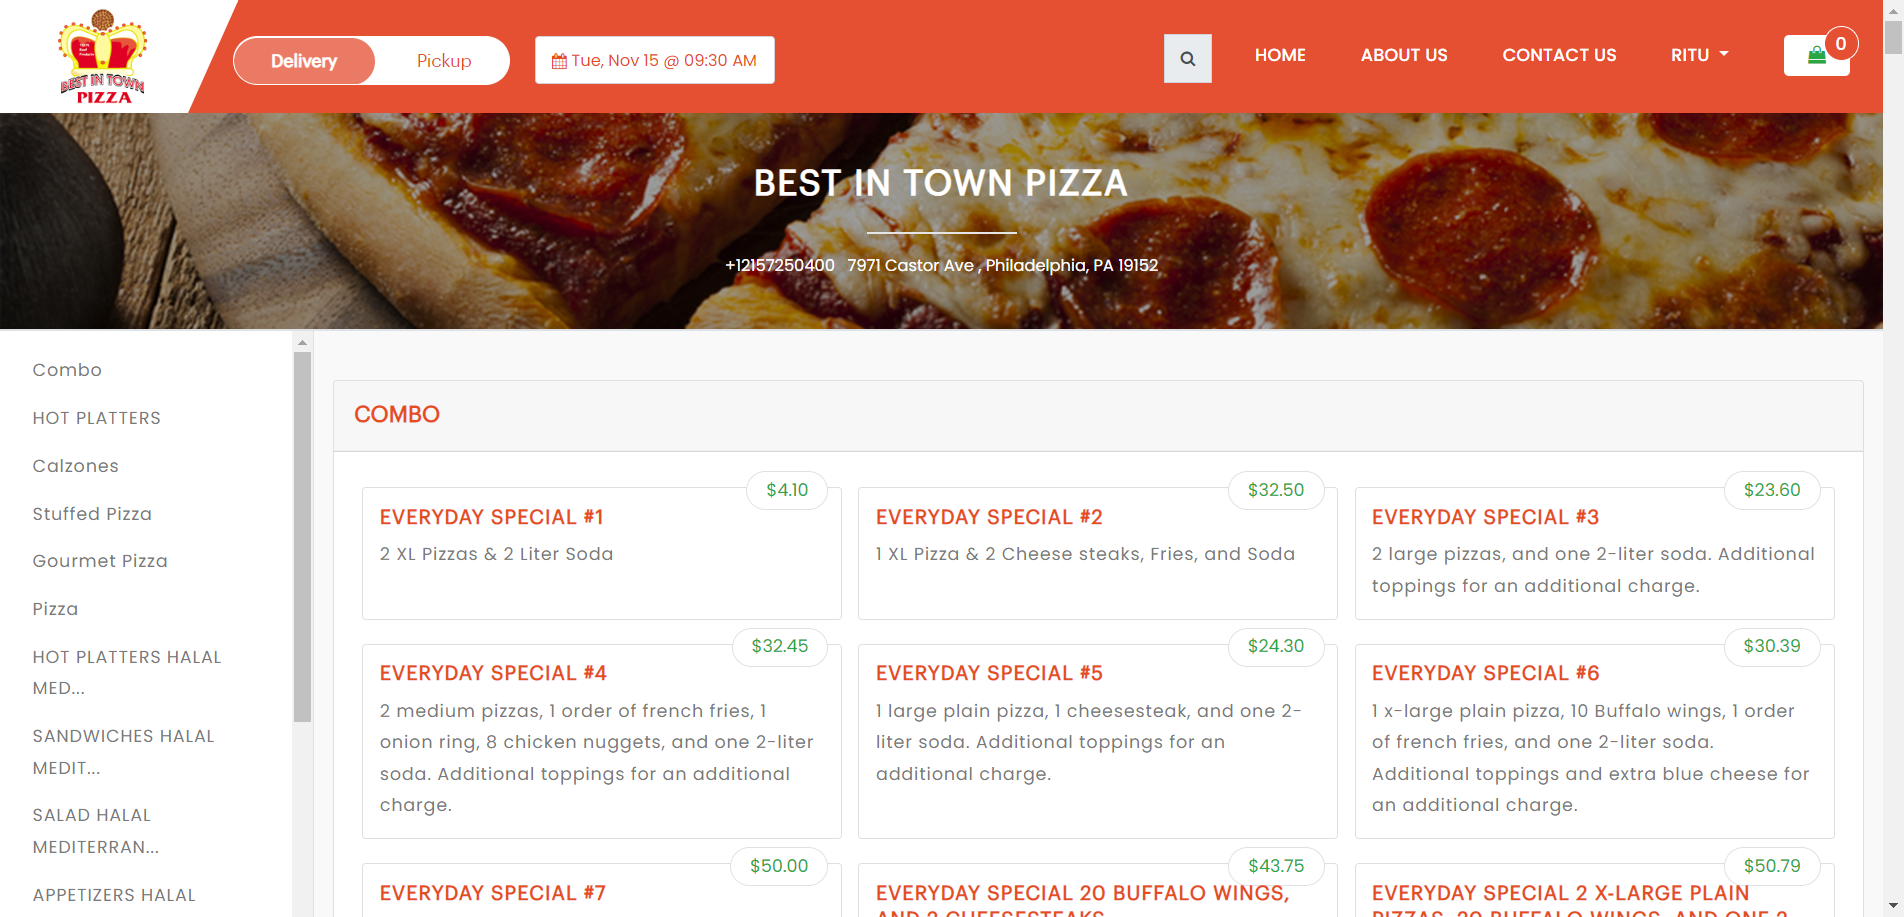 BEST IN TOWN
PIZZA
Delivery
Pickup
Tue, Nov 15 @ 09:30 AM
HOME
ABOUT US
CONTACT US
RITU
0
BEST IN TOWN PIZZA
+12157250400 7971 Castor Ave , Philadelphia, PA 19152
Combo
HOT PLATTERS
Calzones
Stuffed Pizza
Gourmet Pizza
Pizza
HOT PLATTERS HALAL
MED...
SANDWICHES HALAL
MEDIT...
SALAD HALAL
MEDITERRAN...
APPETIZERS HALAL
COMBO
$4.10
EVERYDAY SPECIAL #1
2 XL Pizzas & 2 Liter Soda
$32.50
EVERYDAY SPECIAL #2
1 XL Pizza & 2 Cheese steaks, Fries, and Soda
$23.60
EVERYDAY SPECIAL #3
2 large pizzas, and one 2-liter soda. Additional
toppings for an additional charge.
$32.45
EVERYDAY SPECIAL #4
2 medium pizzas, 1 order of french fries, 1
onion ring, 8 chicken nuggets, and one 2-liter
soda. Additional toppings for an additional
charge.
$24.30
EVERYDAY SPECIAL #5
1 large plain pizza, 1 cheesesteak, and one 2-
liter soda. Additional toppings for an
additional charge.
$30.39
EVERYDAY SPECIAL #6
1 x-large plain pizza, 10 Buffalo wings, 1 order
of french fries, and one 2-liter soda.
Additional toppings and extra blue cheese for
an additional charge.
$50.00
EVERYDAY SPECIAL #7
$43.75
EVERYDAY SPECIAL 20 BUFFALO WINGS,
AND 2 CHEESESTEAKS
$50.79
EVERYDAY SPECIAL 2 X-LARGE PLAIN
PIZZAS, 20 BUFFALO WINGS, AND ONE 2-